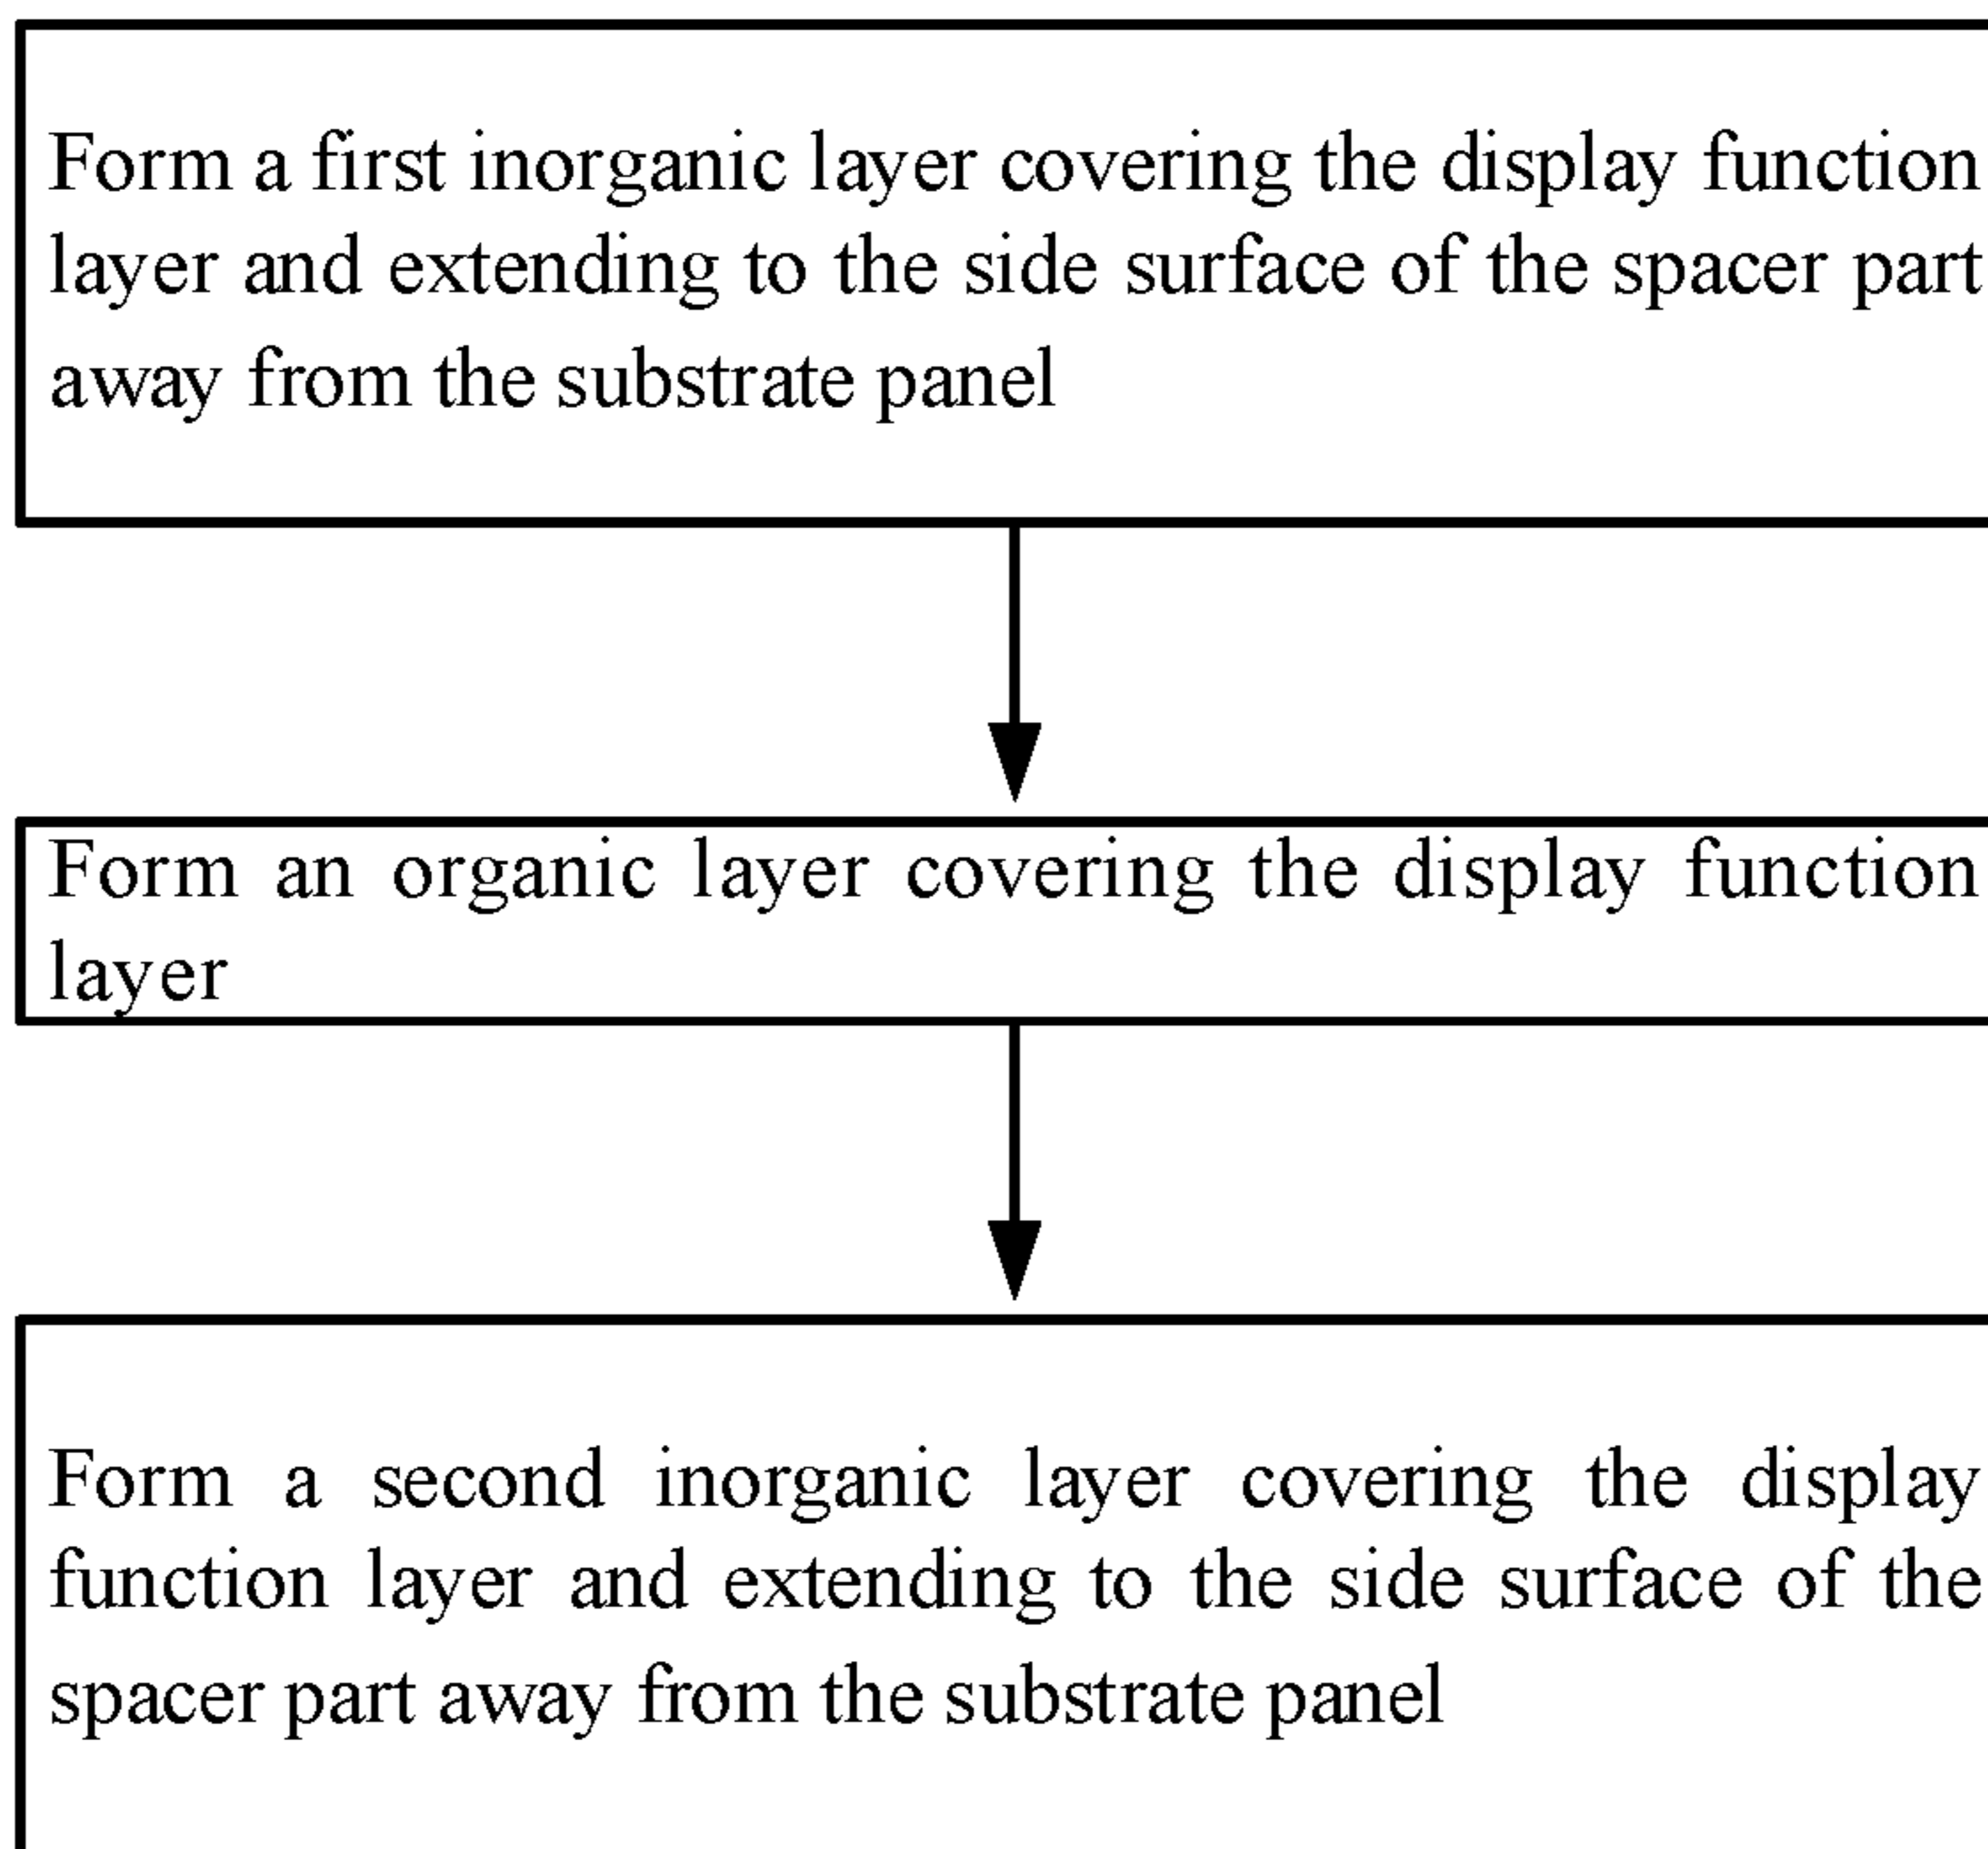 Form a first inorganic layer covering the display function
layer and extending to the side surface of the spacer part
away from the substrate panel
Form an organic layer covering the display function
layer
Form a second inorganic layer covering the display
function layer and extending to the side surface of the
spacer part away from the substrate panel